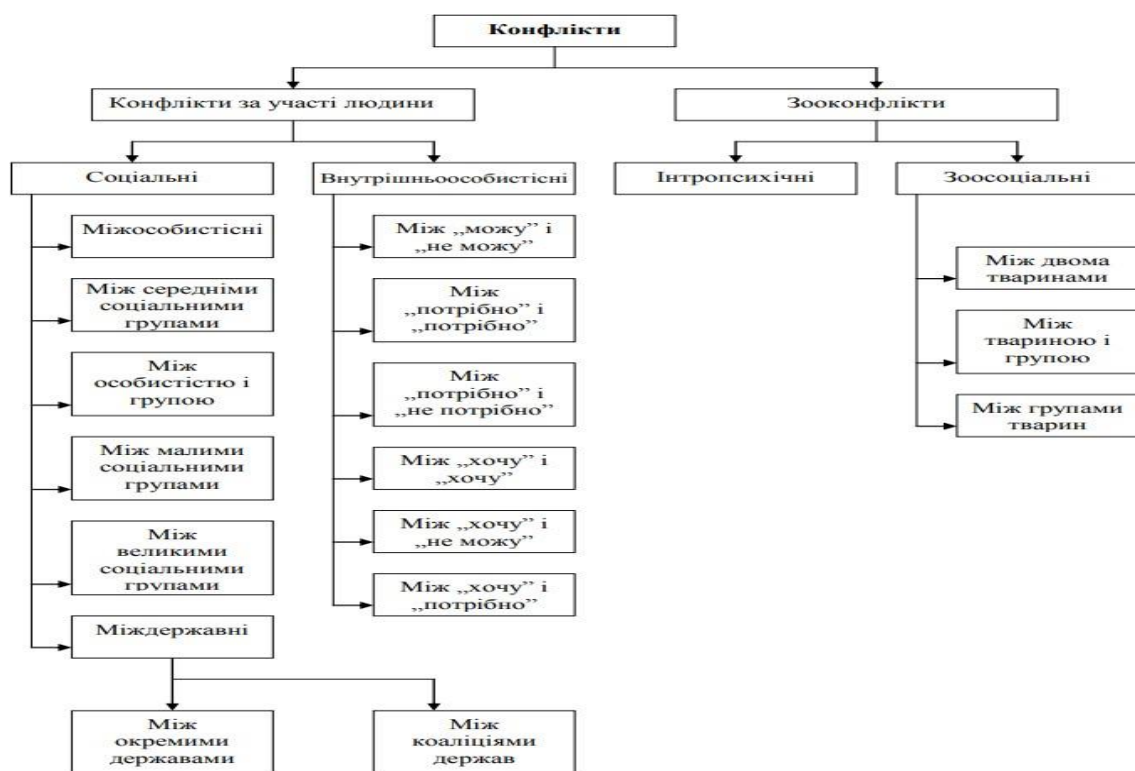 Конфлікти
Конфлікти за участі людини
Зооконфлікти
Соціальні
Внутрішньоособистісні
Інтропсихічні
Зоосоціальні
Міжособистісні
Між середніми
соціальними
групами
Між
особистістю і
групою
Між малими
соціальними
групами
Між
великими
соціальними
групами
Міждержавні
Між
окремими
державами
Між
коаліціями
держав
Між „можу” і
„не можу”
Між
„потрібно” і
„потрібно”
Між
„потрібно” і
„не потрібно”
Між „хочу” і
„хочу”
Між „хочу” і
„не можу”
Між „хочу” і
„потрібно”
Між двома
тваринами
Між
твариною і
групою
Між групами
тварин